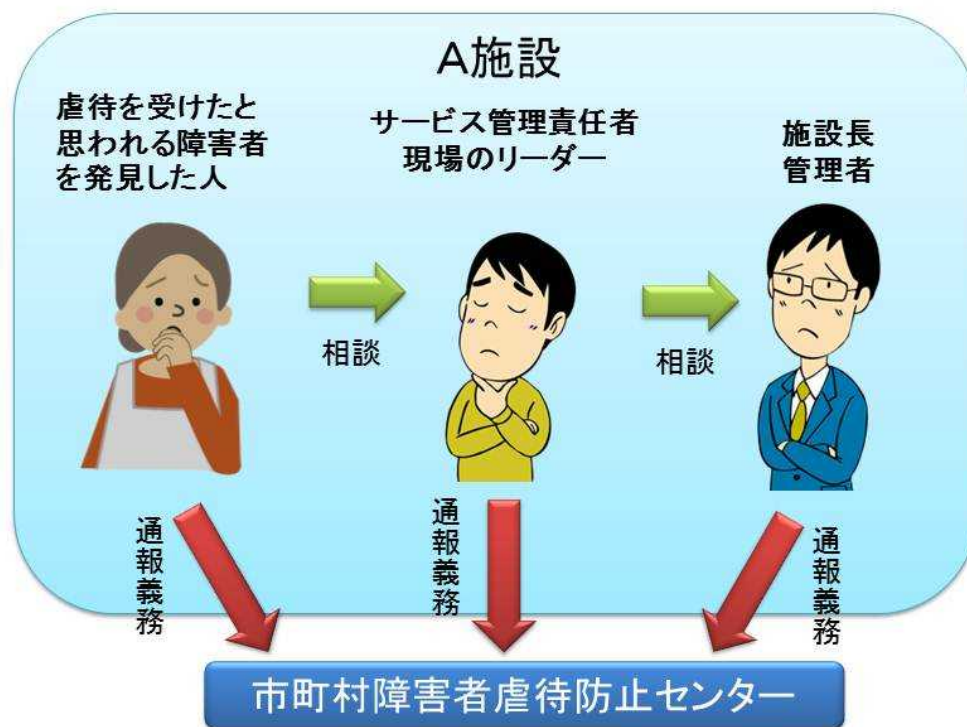 A施設
虐待を受けたと
思われる障害者
を発見した人
サービス管理責任者
現場のリーダー
施設長
管理者
相談
相談
通報義務
通報義務
通報義務
市町村障害者虐待防止センター